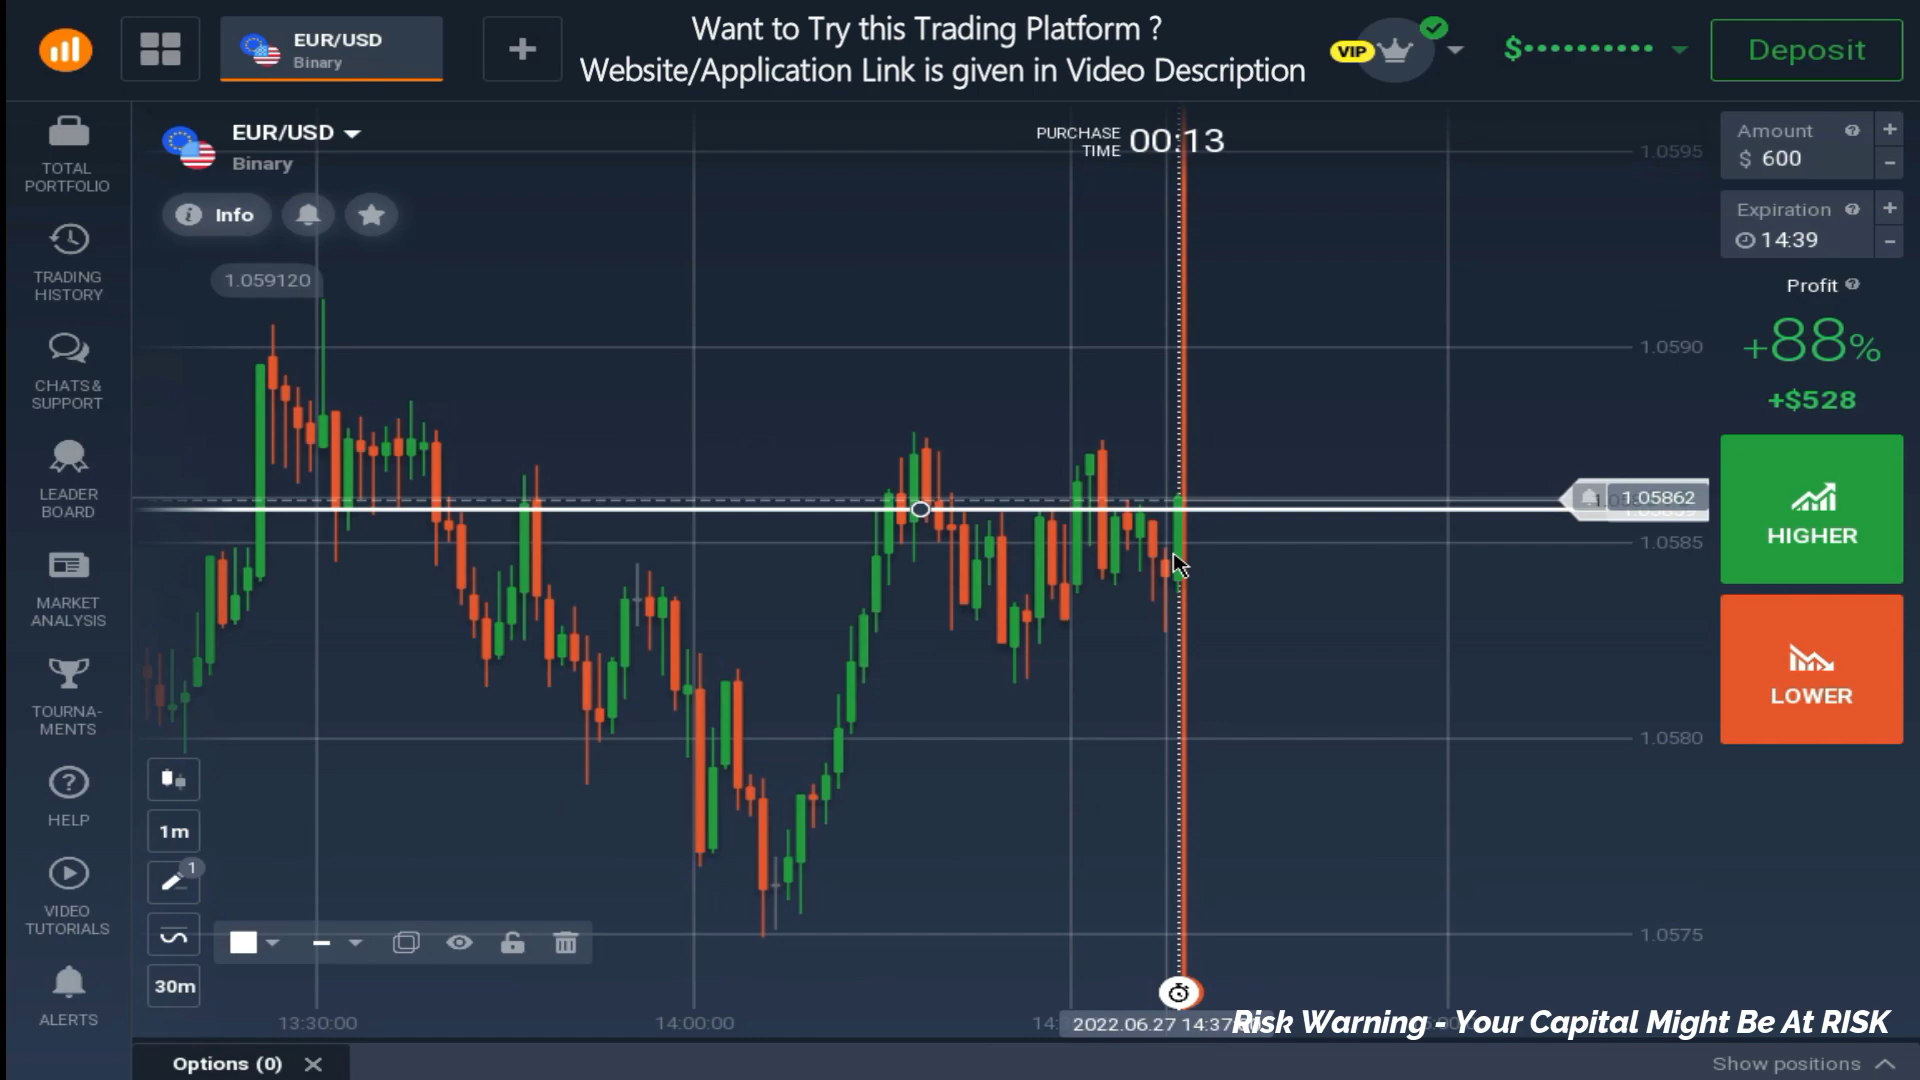 Want to Try this Trading Platform ?
Website/Application Link is given in Video Description
EUR/USD
Binary
VIP
$
Deposit
TOTAL
PORTFOLIO
TRADING
HISTORY
CHATS &
SUPPORT
LEADER
BOARD
MARKET
ANALYSIS
TOURNA-
MENTS
HELP
VIDEO
TUTORIALS
ALERTS
EUR/USD
Binary
Info
PURCHASE
TIME
00:13
1.059120
1.0595
1.0590
1.05862
1.0585
1.0580
1.0575
Amount
$ 600
Expiration
14:39
Profit
+88%
+$528
HIGHER
LOWER
1m
1
30m
13:30:00
14:00:00
2022.06.27 14:37
Risk Warning - Your Capital Might Be At RISK
Options (0)
Show positions